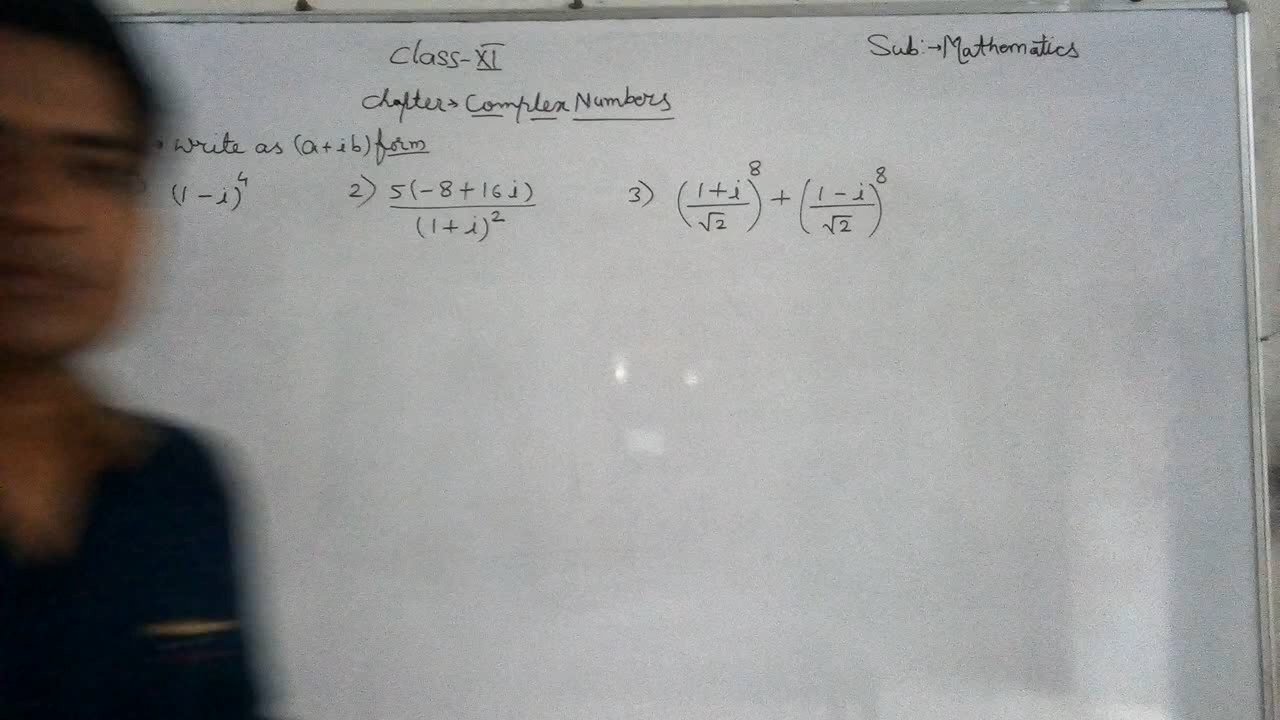 Class-XI
Sub:→Mathematics
Chapter→ Complex Numbers
• Write as (a+ib) form
(1-i)^4 2) 5(-8+16i)/(1+i)^2 3) ((1+i)/√2)^8 + ((1-i)/√2)^8